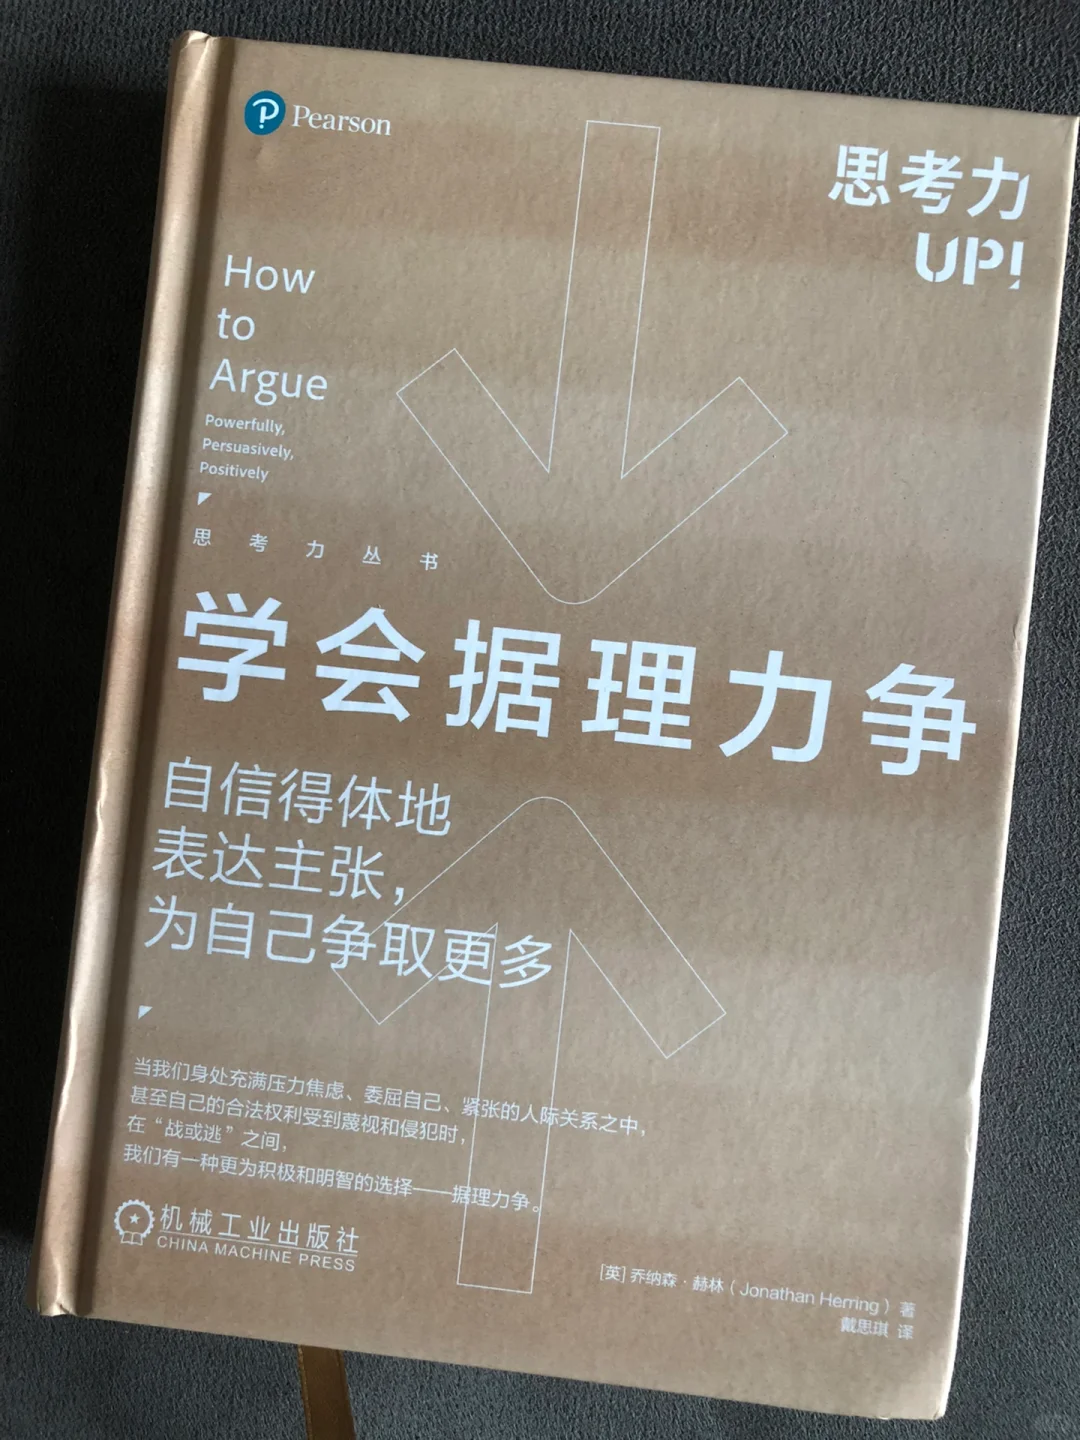 Pearson
思考力
UP!
How
to
Argue
Powerfully,
Persuasively,
Positively
思考力丛书
学会据理力争
自信得体地
表达主张，
为自己争取更多
当我们身处充满压力焦虑、委屈自己、紧张的人际关系之中，
甚至自己的合法权利受到蔑视和侵犯时，
在“战或逃”之间，
我们有一种更为积极和明智的选择——据理力争。
机械工业出版社
CHINA MACHINE PRESS
[英] 乔纳森·赫林（Jonathan Herring）著
戴思琪 译